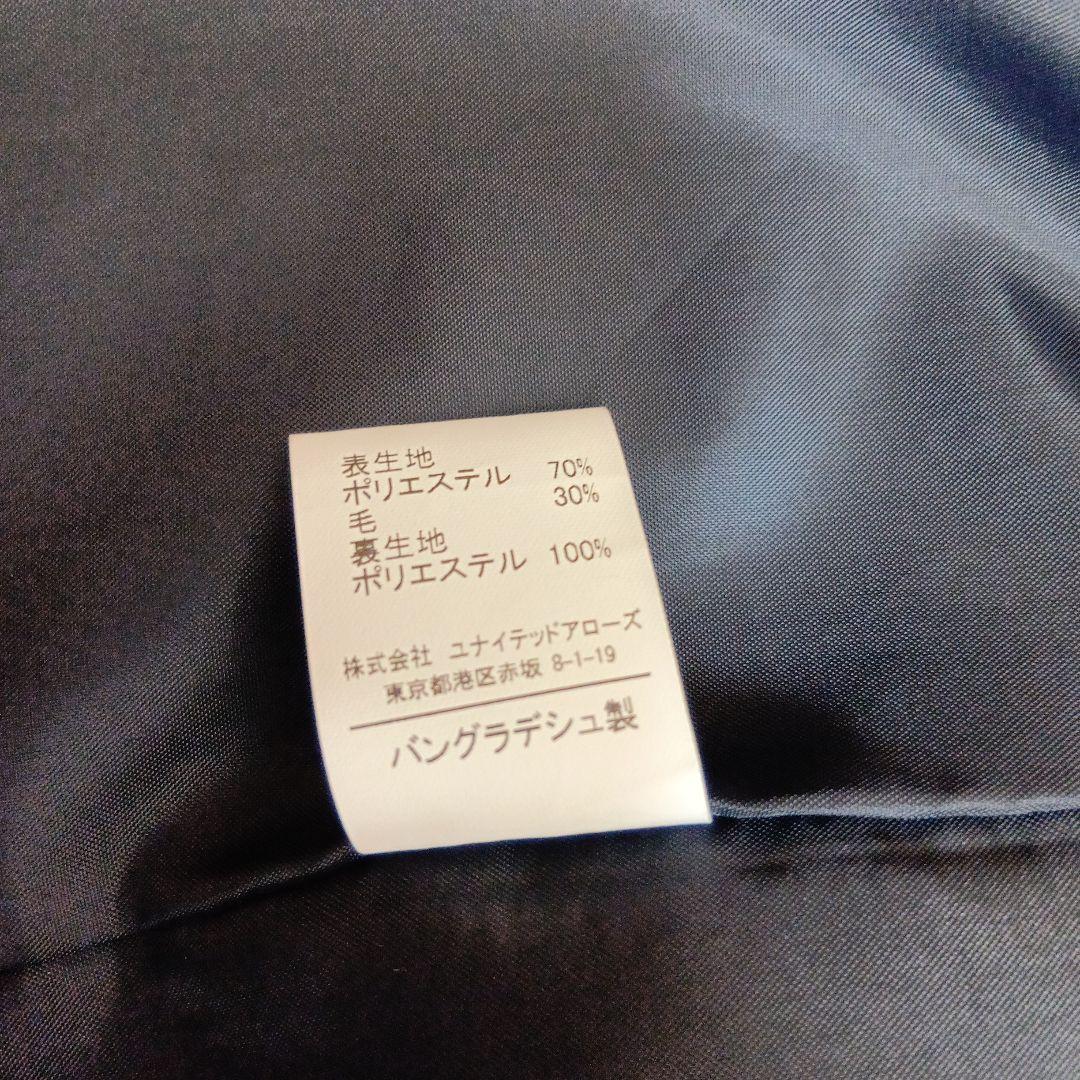 表生地
ポリエステル 70%
毛 30%
裏生地
ポリエステル 100%
株式会社 ユナイテッドアローズ
東京都港区赤坂 8-1-19
バングラデシュ製